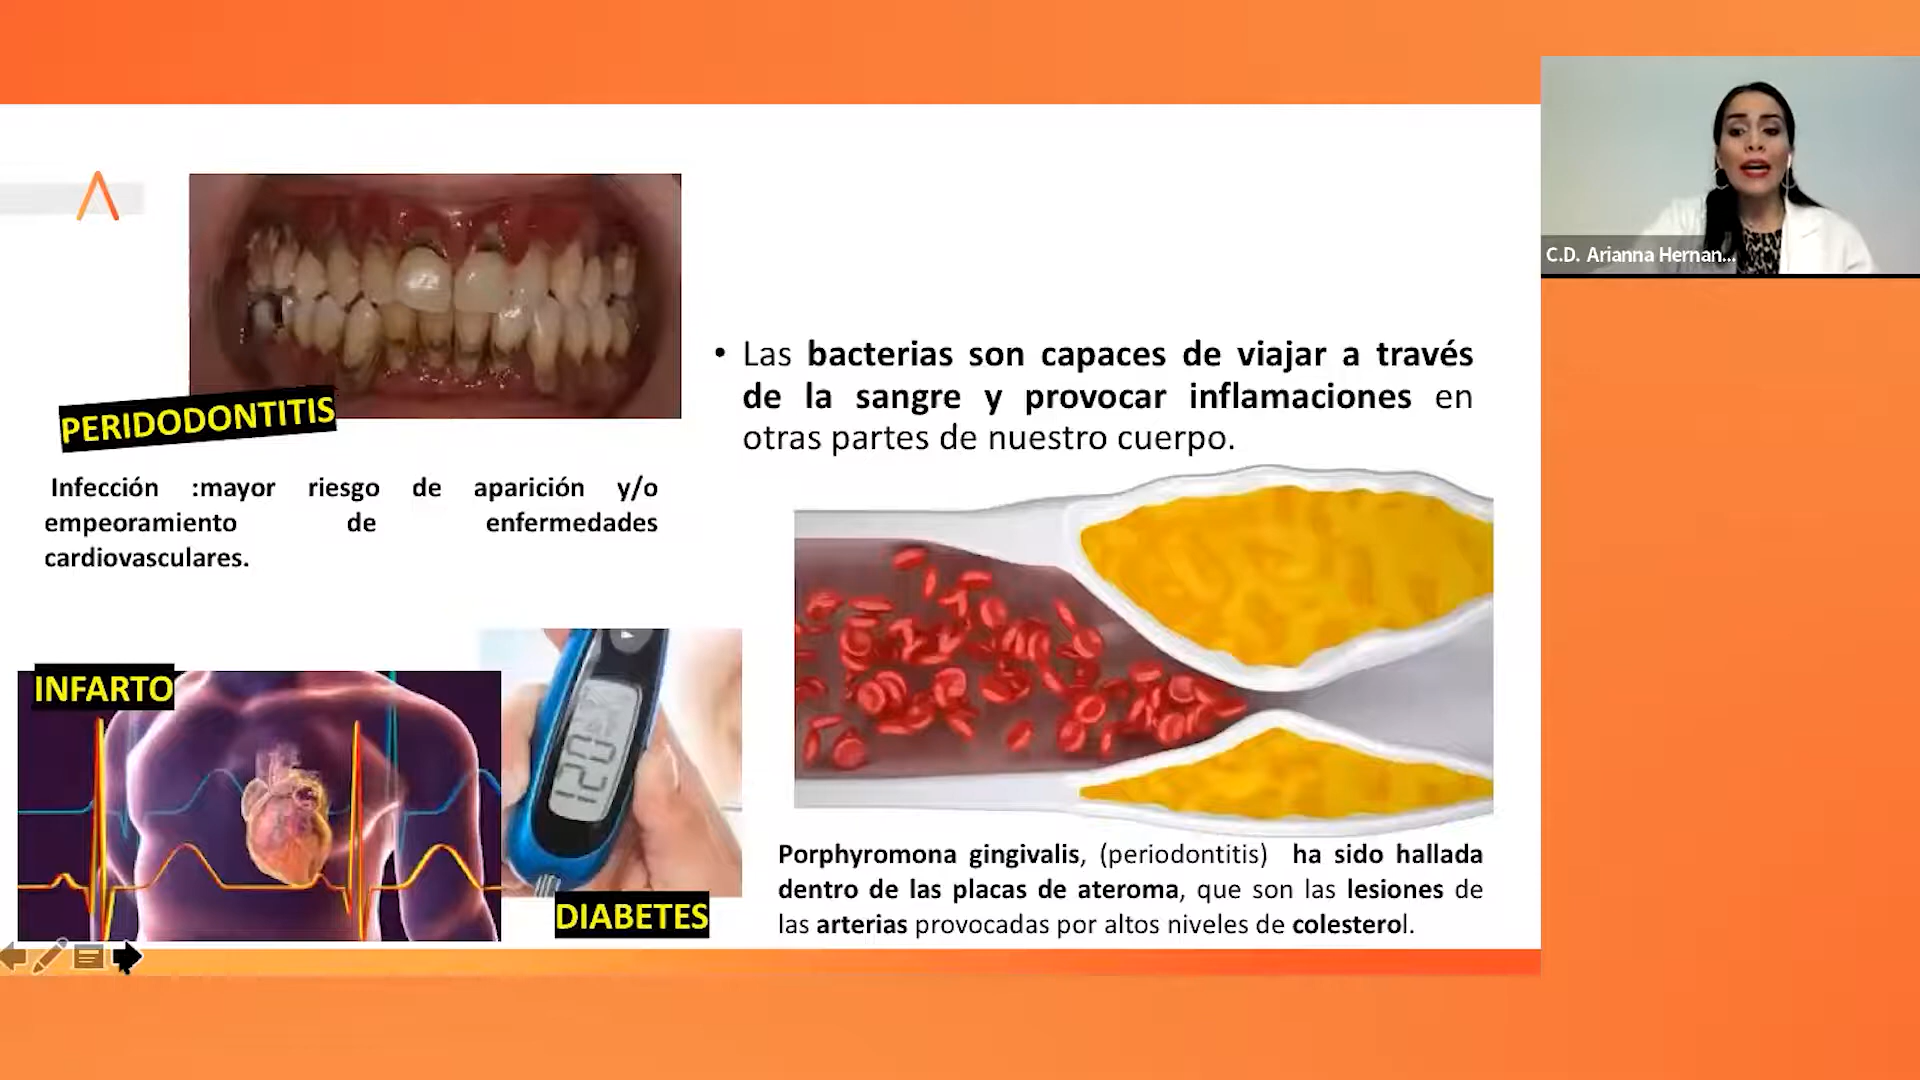 PERIDODONTITIS
Infección :mayor riesgo de aparición y/o
empeoramiento de enfermedades
cardiovasculares.
INFARTO
DIABETES
• Las bacterias son capaces de viajar a través
de la sangre y provocar inflamaciones en
otras partes de nuestro cuerpo.
Porphyromona gingivalis, (periodontitis) ha sido hallada
dentro de las placas de ateroma, que son las lesiones de
las arterias provocadas por altos niveles de colesterol.
C.D. Arianna Hernan...